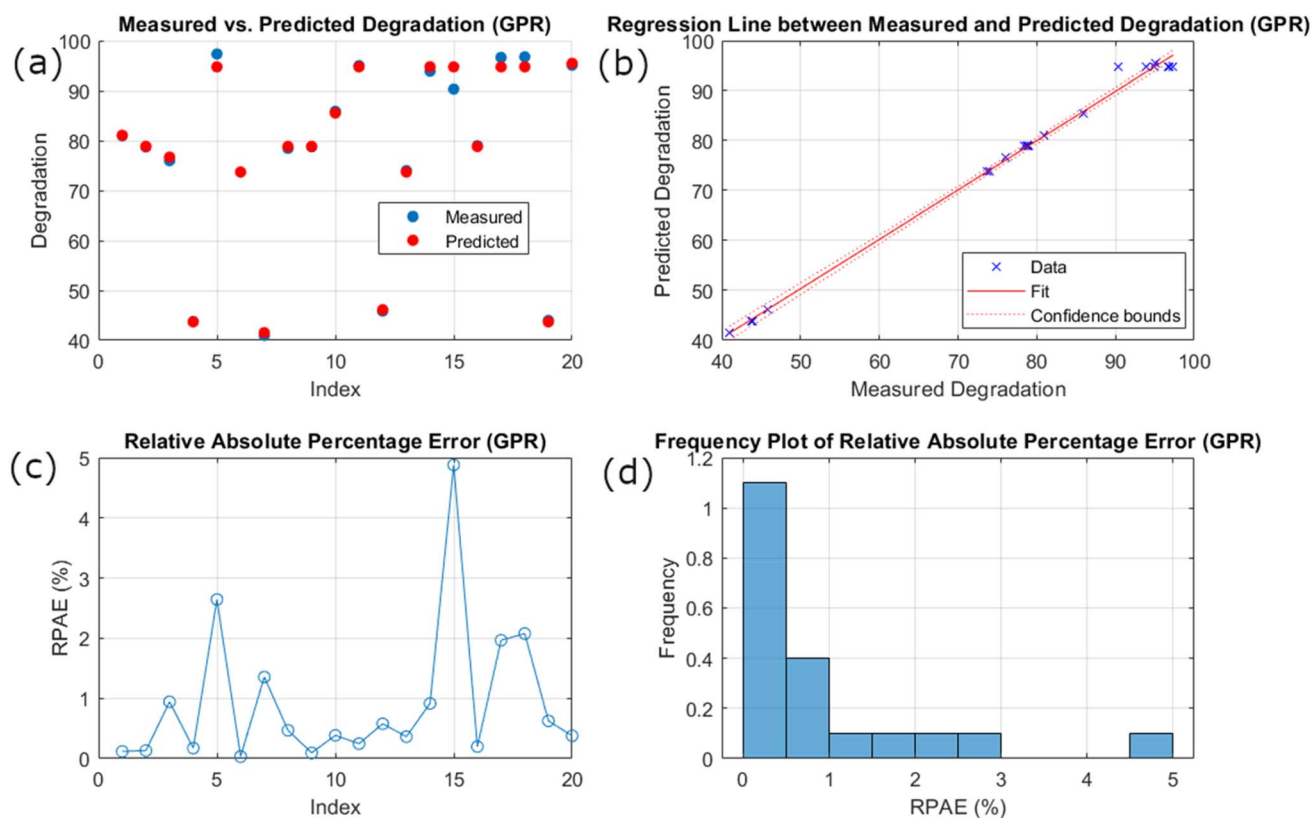 Measured vs. Predicted Degradation (GPR)
(a)
100
90
80
70
60
50
40
Degradation
Measured
Predicted
0 5 10 15 20
Index
Regression Line between Measured and Predicted Degradation (GPR)
(b)
100
90
80
70
60
50
40
Predicted Degradation
Data
Fit
Confidence bounds
40 50 60 70 80 90 100
Measured Degradation
Relative Absolute Percentage Error (GPR)
(c)
5
4
3
2
1
0
RPAE (%)
0 5 10 15 20
Index
Frequency Plot of Relative Absolute Percentage Error (GPR)
(d)
1.2
1
0.8
0.6
0.4
0.2
0
Frequency
0 1 2 3 4 5
RPAE (%)